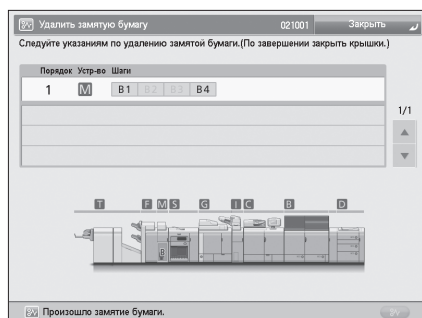 Удалить замятую бумагу 021001 Закрыть
Следуйте указаниям по удалению замятой бумаги.(По завершении закрыть крышки.)
Порядок Устр-во Шаги
1 M B1 B2 B3 B4
1/1
T F M S G I C B D
Произошло замятие бумаги.